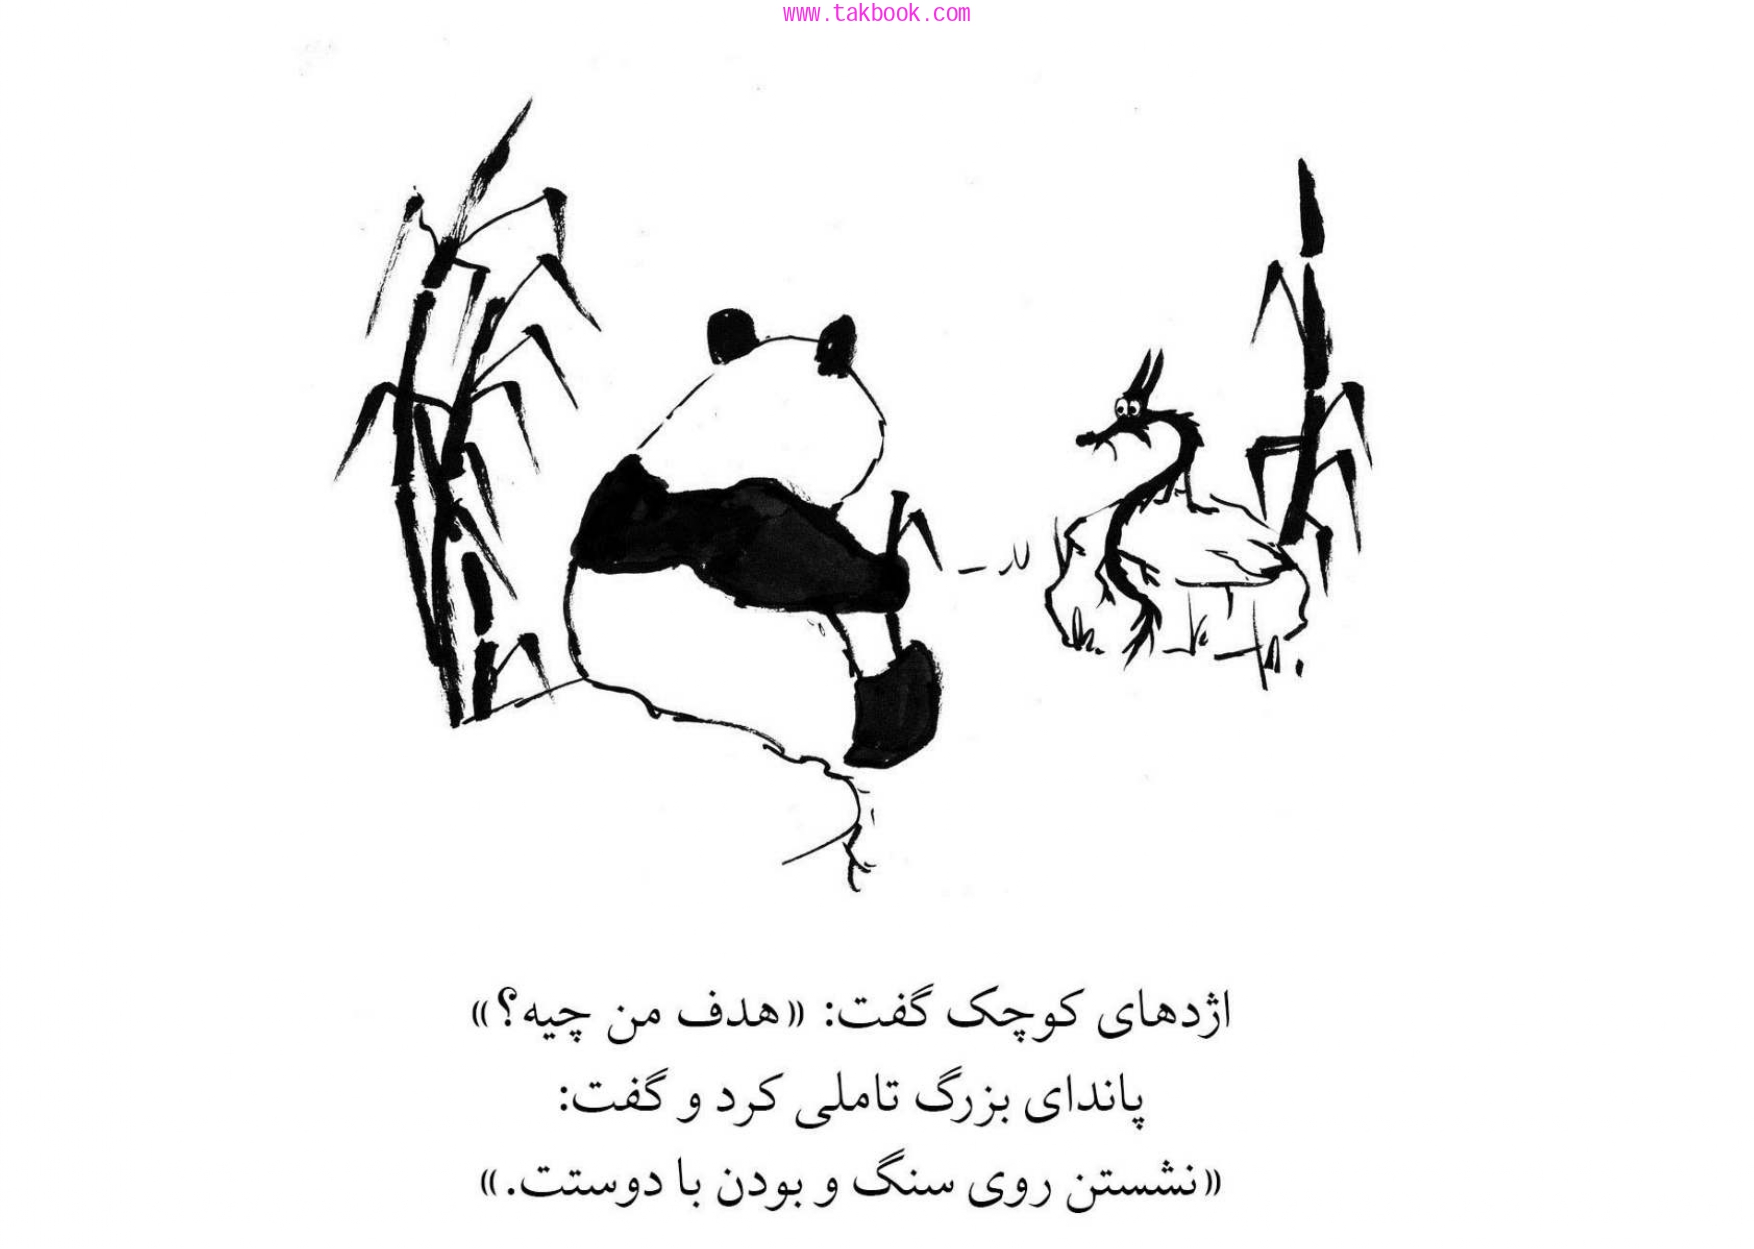 www.takbook.com
اژدهای کوچک گفت: «هدف من چیه؟»
پاندای بزرگ تاملی کرد و گفت:
«نشستن روی سنگ و بودن با دوستت.»